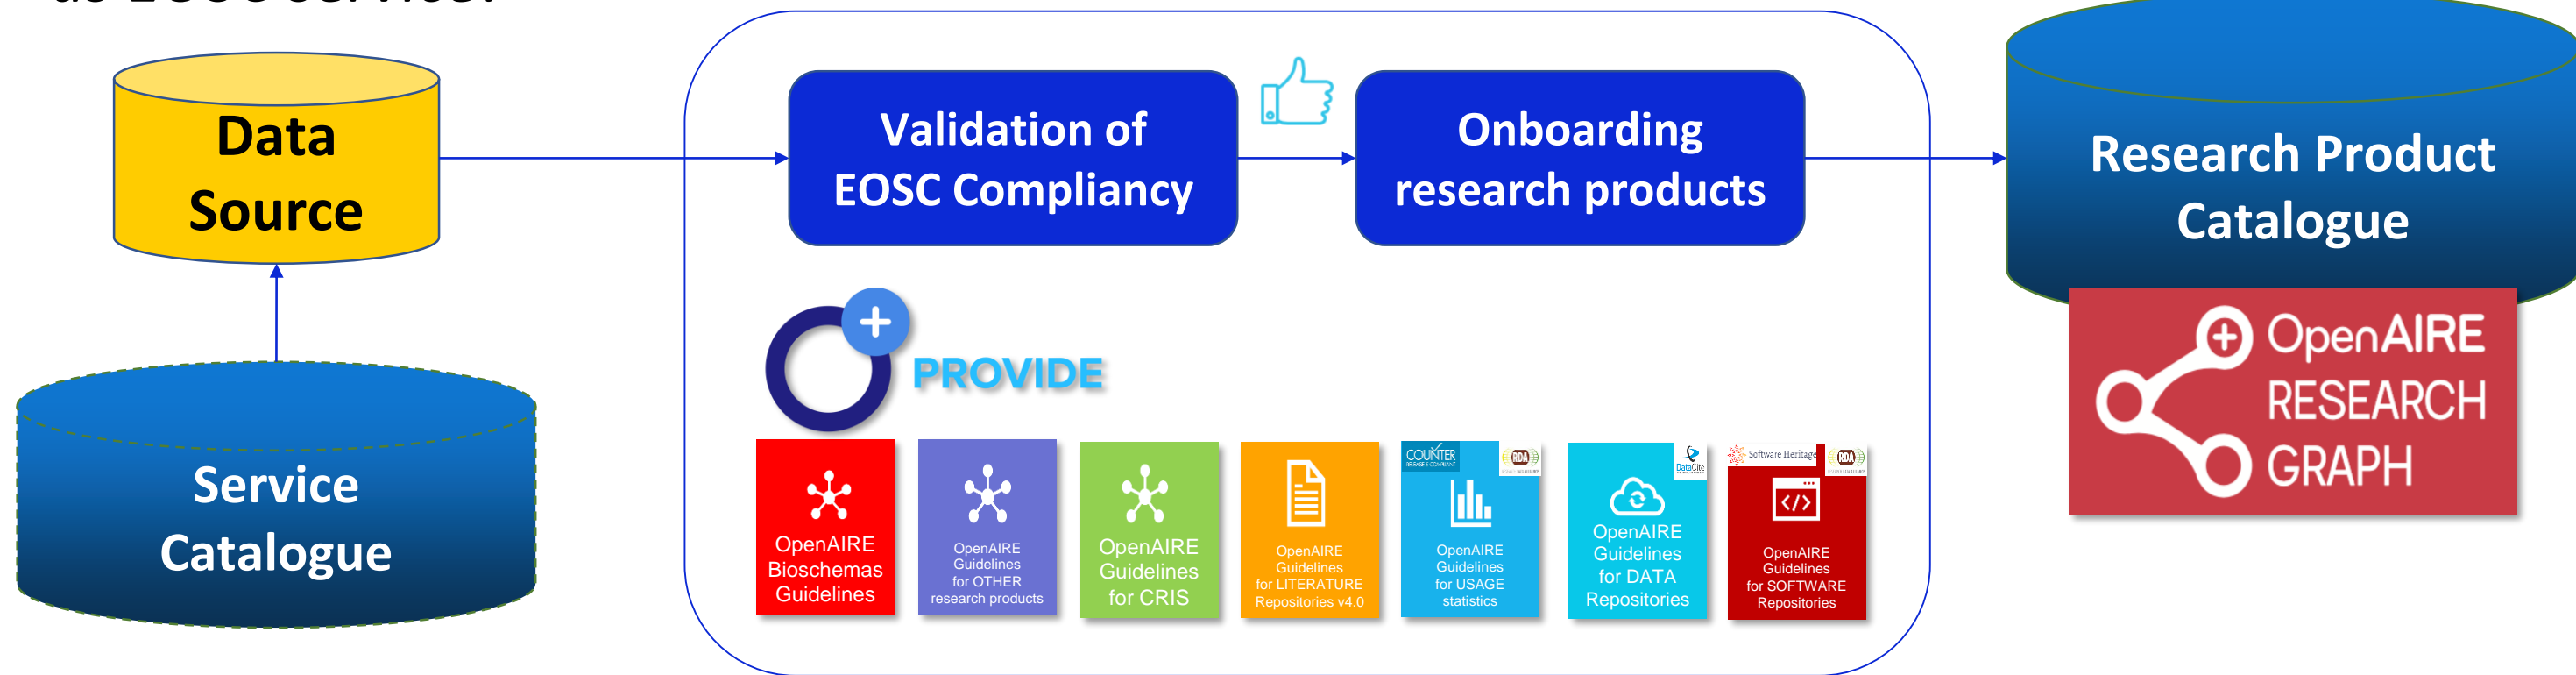 as EOSC service?
Data
Source
Service
Catalogue
Validation of
EOSC Compliancy
Onboarding
research products
Research Product
Catalogue
PROVIDE
OpenAIRE
Bioschemas
Guidelines
OpenAIRE
Guidelines
for OTHER
research products
OpenAIRE
Guidelines
for CRIS
OpenAIRE
Guidelines
for LITERATURE
Repositories v4.0
COUNTER
RDA
OpenAIRE
Guidelines
for USAGE
statistics
DataCite
OpenAIRE
Guidelines
for DATA
Repositories
Software Heritage
RDA
OpenAIRE
Guidelines
for SOFTWARE
Repositories
OpenAIRE
RESEARCH
GRAPH